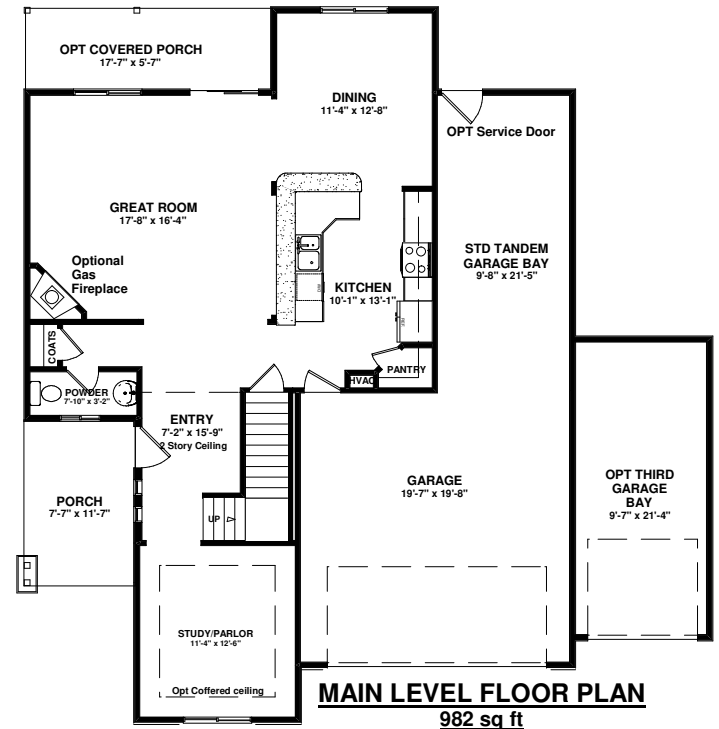 OPT COVERED PORCH
17'-7" x 5'-7"
DINING
11'-4" x 12'-8"
OPT Service Door
GREAT ROOM
17'-8" x 16'-4"
STD TANDEM
GARAGE BAY
9'-8" x 21'-5"
Optional
Gas
Fireplace
KITCHEN
10'-1" x 13'-1"
COATS
PANTRY
HVAC
POWDER
7'-10" x 3'-2"
ENTRY
7'-2" x 15'-9"
2 Story Ceiling
GARAGE
19'-7" x 19'-8"
OPT THIRD
GARAGE
BAY
9'-7" x 21'-4"
PORCH
7'-7" x 11'-7"
UP
STUDY/PARLOR
11'-4" x 12'-6"
Opt Coffered ceiling
MAIN LEVEL FLOOR PLAN
982 sq ft